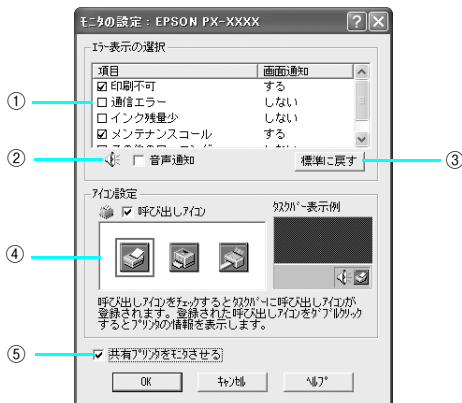 ﾓﾆﾀの設定 : EPSON PX-XXXX
ｴﾗｰ表示の選択
項目 画面通知
印刷不可 する
① 通信エラー しない
インク残量少 しない
メンテナンスコール する
② 音声通知 標準に戻す ③
ｱｲｺﾝ設定
呼び出しｱｲｺﾝ ﾀｽｸﾊﾞｰ表示例
④
呼び出しｱｲｺﾝをﾁｪｯｸするとﾀｽｸﾊﾞｰに呼び出しｱｲｺﾝが
登録されます。登録された呼び出しｱｲｺﾝをﾀﾞﾌﾞﾙｸﾘｯｸ
するとﾌﾟﾘﾝﾀの情報を表示します。
⑤ 共有ﾌﾟﾘﾝﾀをﾓﾆﾀさせる
OK ｷｬﾝｾﾙ ﾍﾙﾌﾟ